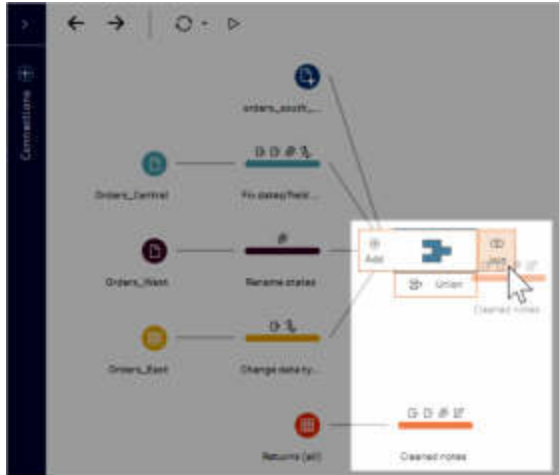 Connections
orders_south_...
Orders_Central
Fix dates/field ...
Add
Join
Union
Orders_West
Rename states
Cleaned notes
Orders_East
Change data ty...
Returns (all)
Cleaned notes